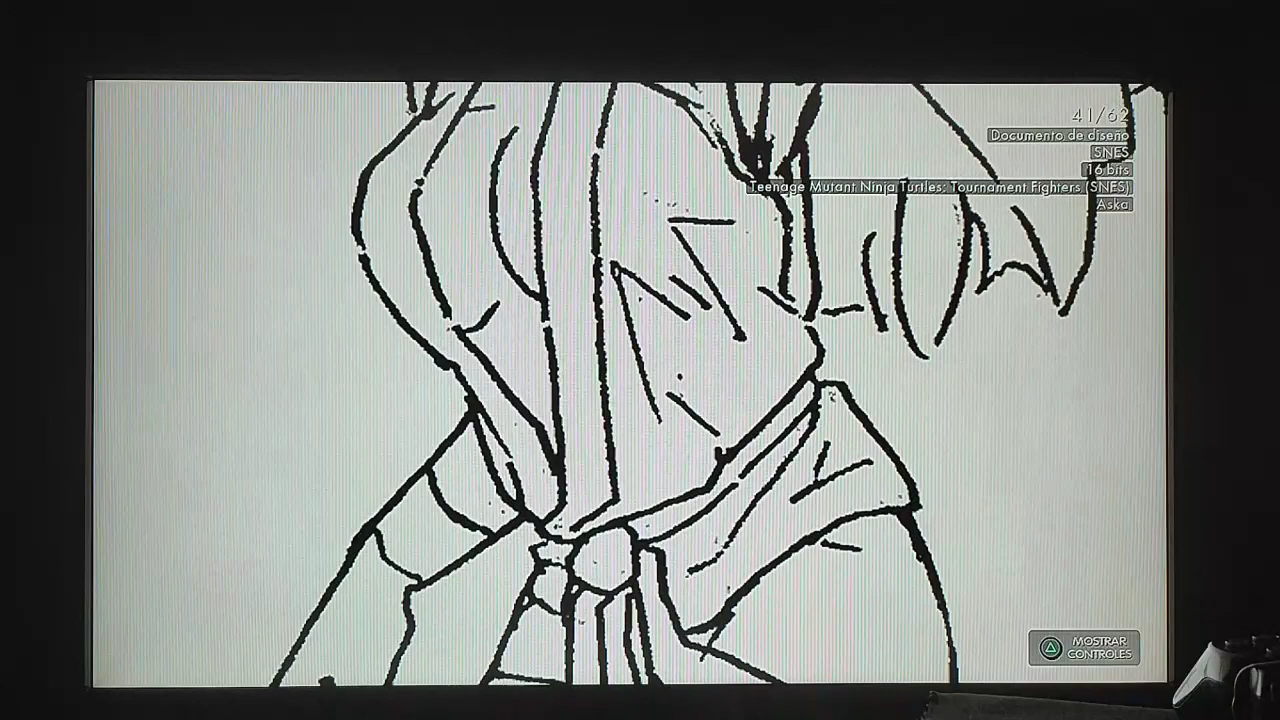 41/62
Documento de diseño
SNES
16 bits
Teenage Mutant Ninja Turtles: Tournament Fighters (SNES)
Aska
MOSTRAR
CONTROLES